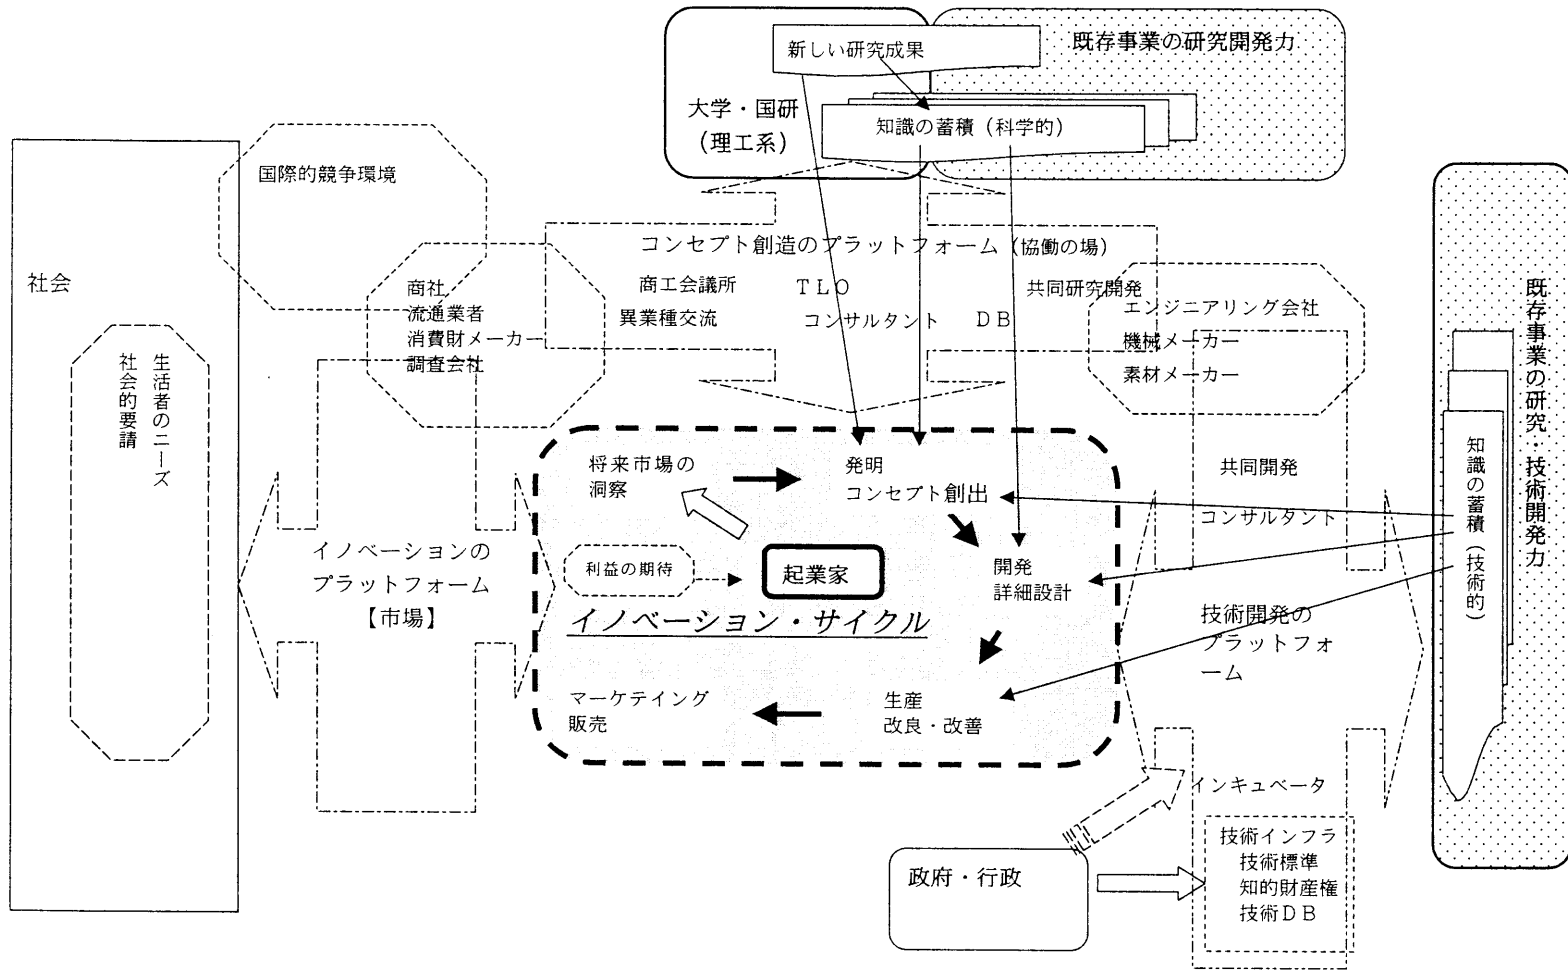 新しい研究成果
既存事業の研究開発力
大学・国研
（理工系）
知識の蓄積（科学的）
国際的競争環境
社会
生活者のニーズ
社会的要請
商社
流通業者
消費財メーカー
調査会社
コンセプト創造のプラットフォーム（協働の場）
商工会議所　ＴＬＯ　共同研究開発
異業種交流　コンサルタント　ＤＢ
エンジニアリング会社
機械メーカー
素材メーカー
既存事業の研究・技術開発力
知識の蓄積（技術的）
イノベーションの
プラットフォーム
【市場】
将来市場の
洞察
発明
コンセプト創出
利益の期待
起業家
開発
詳細設計
イノベーション・サイクル
マーケテイング
販売
生産
改良・改善
共同開発
コンサルタント
技術開発の
プラットフォ
ーム
インキュベータ
政府・行政
技術インフラ
技術標準
知的財産権
技術ＤＢ